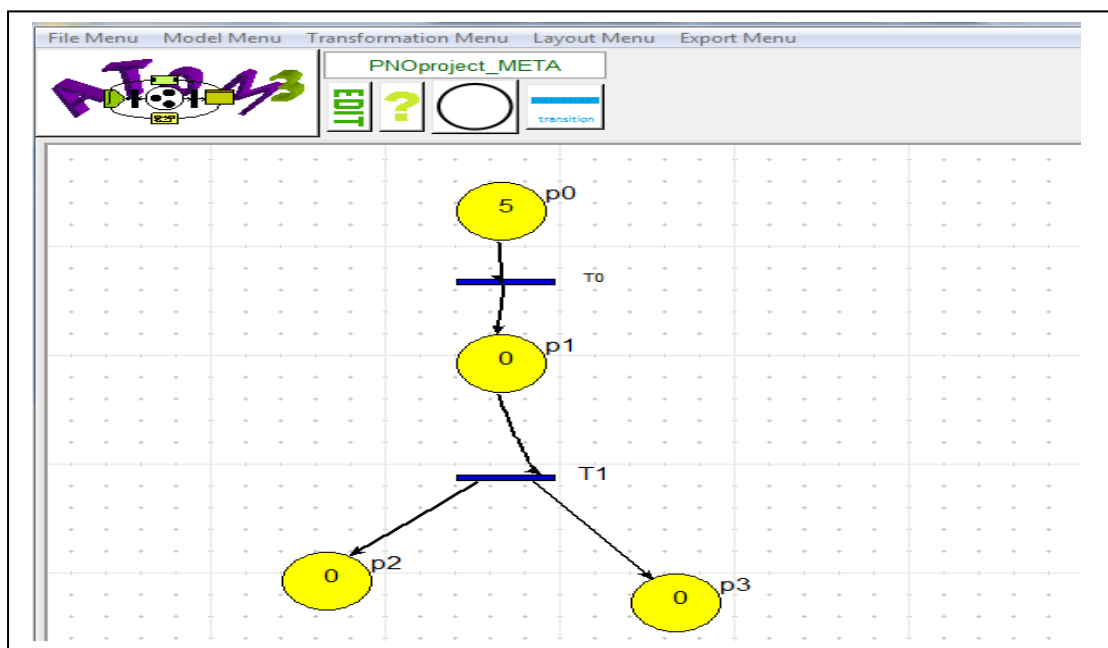 File Menu Model Menu Transformation Menu Layout Menu Export Menu
AToM3
PNOproject_META
EDIT ?
transition
5 p0
T0
0 p1
T1
0 p2
0 p3